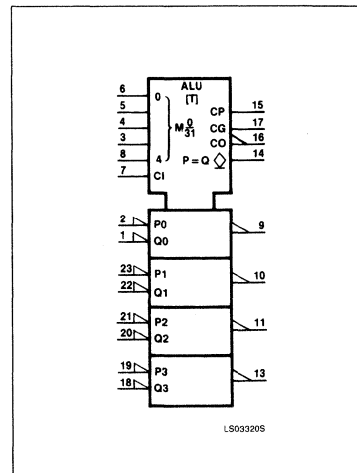 ALU
[T]
6 0 CP 15
5 CG 17
4 M 0/31 CO 16
3 P = Q 14
8 4
7 CI
2 P0 9
1 Q0
23 P1 10
22 Q1
21 P2 11
20 Q2
19 P3 13
18 Q3
LS03320S